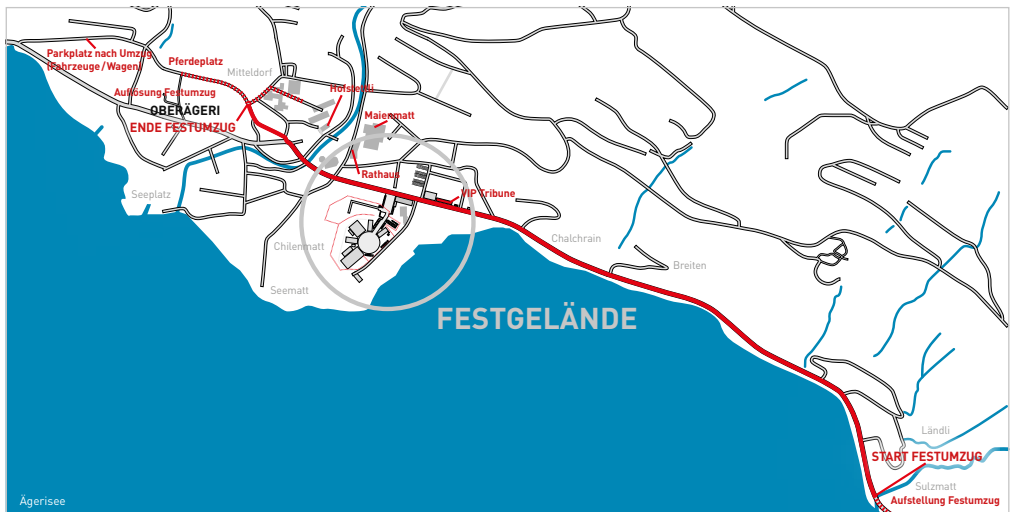 Parkplatz nach Umzug
(Fahrzeuge / Wagen)
Pferdeplatz
Mitteldorf
Auflösung Festumzug
OBERÄGERI
ENDE FESTUMZUG
Hofstettli
Maienmatt
Rathaus
VIP Tribune
Seeplatz
Chilenmatt
Seematt
Chalchrain
Breiten
FESTGELÄNDE
Ländli
START FESTUMZUG
Sulzmatt
Aufstellung Festumzug
Ägerisee